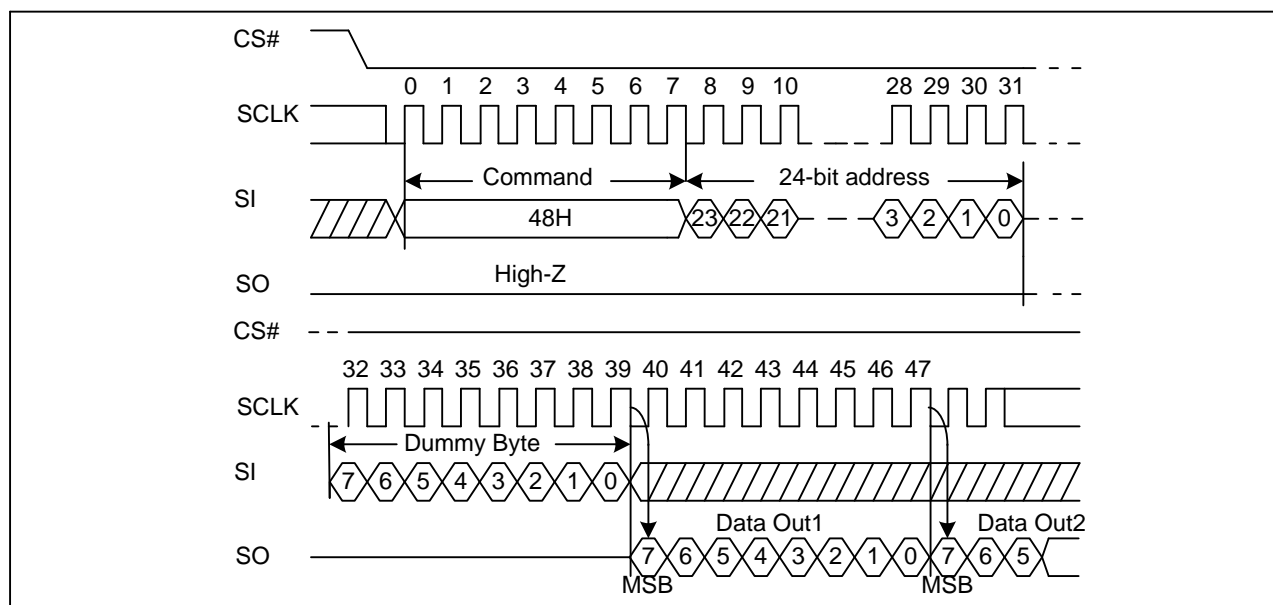 CS#
0 1 2 3 4 5 6 7 8 9 10 28 29 30 31
SCLK
Command 24-bit address
SI
48H 23 22 21 3 2 1 0
High-Z
SO
CS#
32 33 34 35 36 37 38 39 40 41 42 43 44 45 46 47
SCLK
Dummy Byte
SI
7 6 5 4 3 2 1 0
Data Out1 Data Out2
SO
7 6 5 4 3 2 1 0 7 6 5
MSB MSB